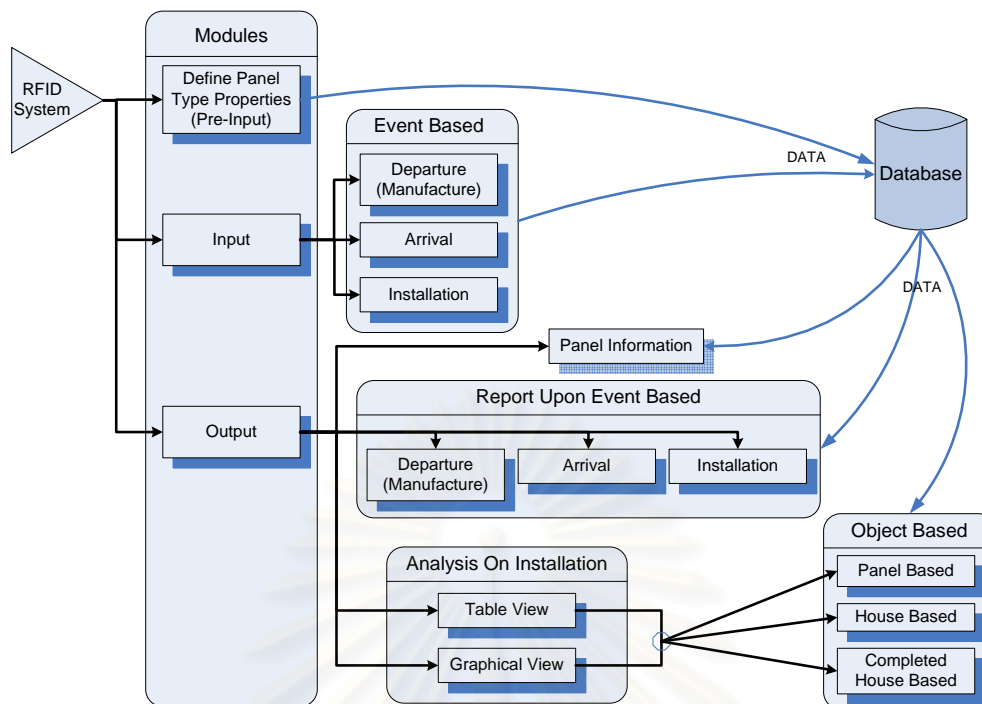 Modules
RFID
System
Define Panel
Type Properties
(Pre-Input)
Event Based
Departure
(Manufacture)
Arrival
Installation
Input
DATA
Database
DATA
Panel Information
Report Upon Event Based
Output
Departure
(Manufacture)
Arrival
Installation
Object Based
Panel Based
House Based
Completed
House Based
Analysis On Installation
Table View
Graphical View